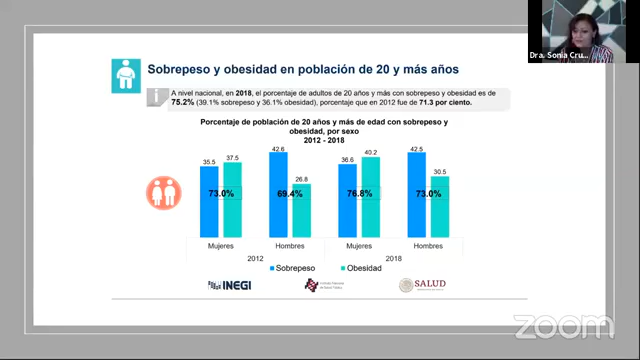 Dra. Sonia Cru...
Sobrepeso y obesidad en población de 20 y más años
A nivel nacional, en 2018, el porcentaje de adultos de 20 años y más con sobrepeso y obesidad es de
75.2% (39.1% sobrepeso y 36.1% obesidad), porcentaje que en 2012 fue de 71.3 por ciento.
Porcentaje de población de 20 años y más de edad con sobrepeso y
obesidad, por sexo
2012 - 2018
35.5 37.5 42.6 26.8 36.6 40.2 42.5 30.5
73.0% 69.4% 76.8% 73.0%
Mujeres Hombres Mujeres Hombres
2012 2018
Sobrepeso Obesidad
INEGI
SALUD
zoom